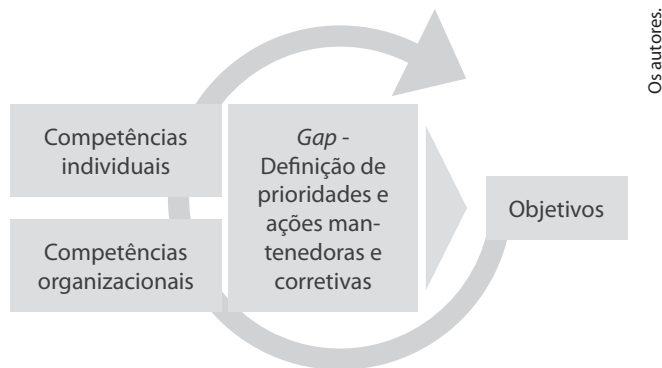 Os autores.
Competências
individuais
Gap -
Definição de
prioridades e
ações man-
tenedoras e
corretivas
Objetivos
Competências
organizacionais